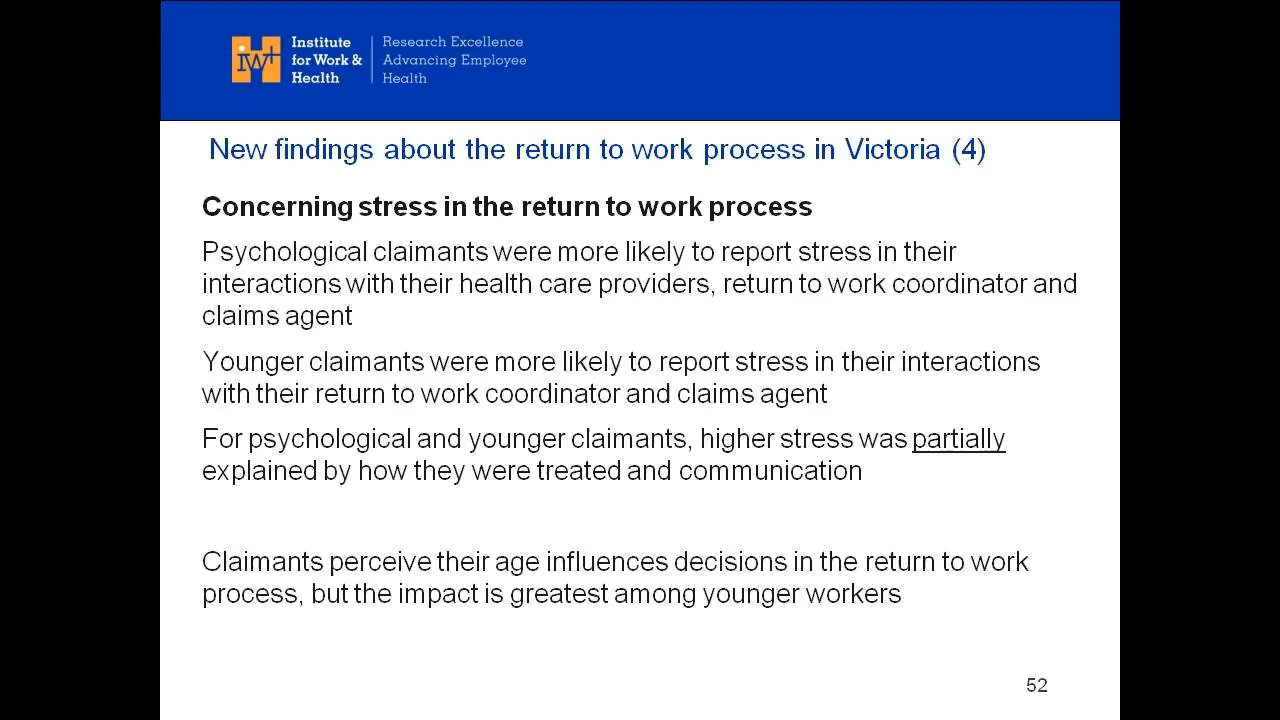 iw+
Institute
for Work &
Health
Research Excellence
Advancing Employee
Health
New findings about the return to work process in Victoria (4)
Concerning stress in the return to work process
Psychological claimants were more likely to report stress in their
interactions with their health care providers, return to work coordinator and
claims agent
Younger claimants were more likely to report stress in their interactions
with their return to work coordinator and claims agent
For psychological and younger claimants, higher stress was partially
explained by how they were treated and communication
Claimants perceive their age influences decisions in the return to work
process, but the impact is greatest among younger workers
52